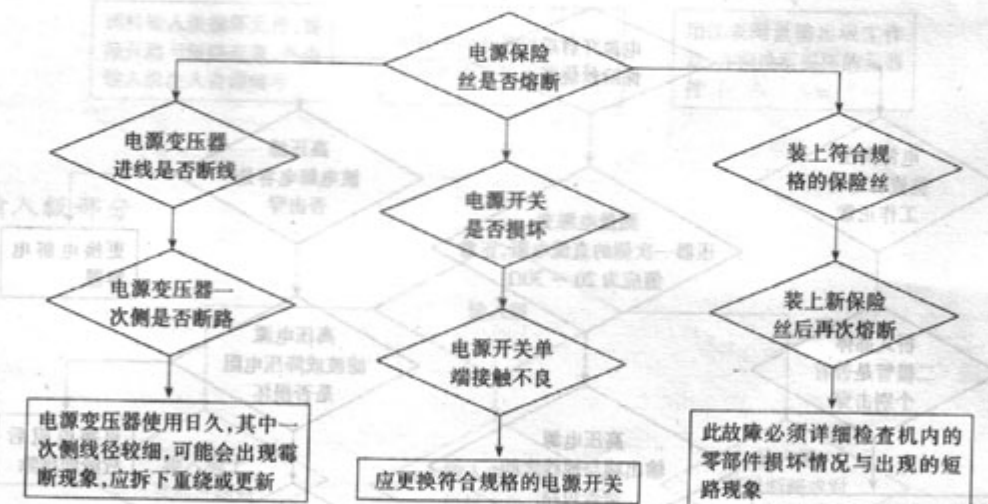 电源保险
丝是否熔断
电源变压器
进线是否断线
电源变压器一
次侧是否断路
电源变压器使用日久，其中一
次侧线径较细，可能会出现霉
断现象，应拆下重绕或更新
电源开关
是否损坏
电源开关单
端接触不良
应更换符合规格的电源开关
装上符合规
格的保险丝
装上新保险
丝后再次熔断
此故障必须详细检查机内的
零部件损坏情况与出现的短
路现象